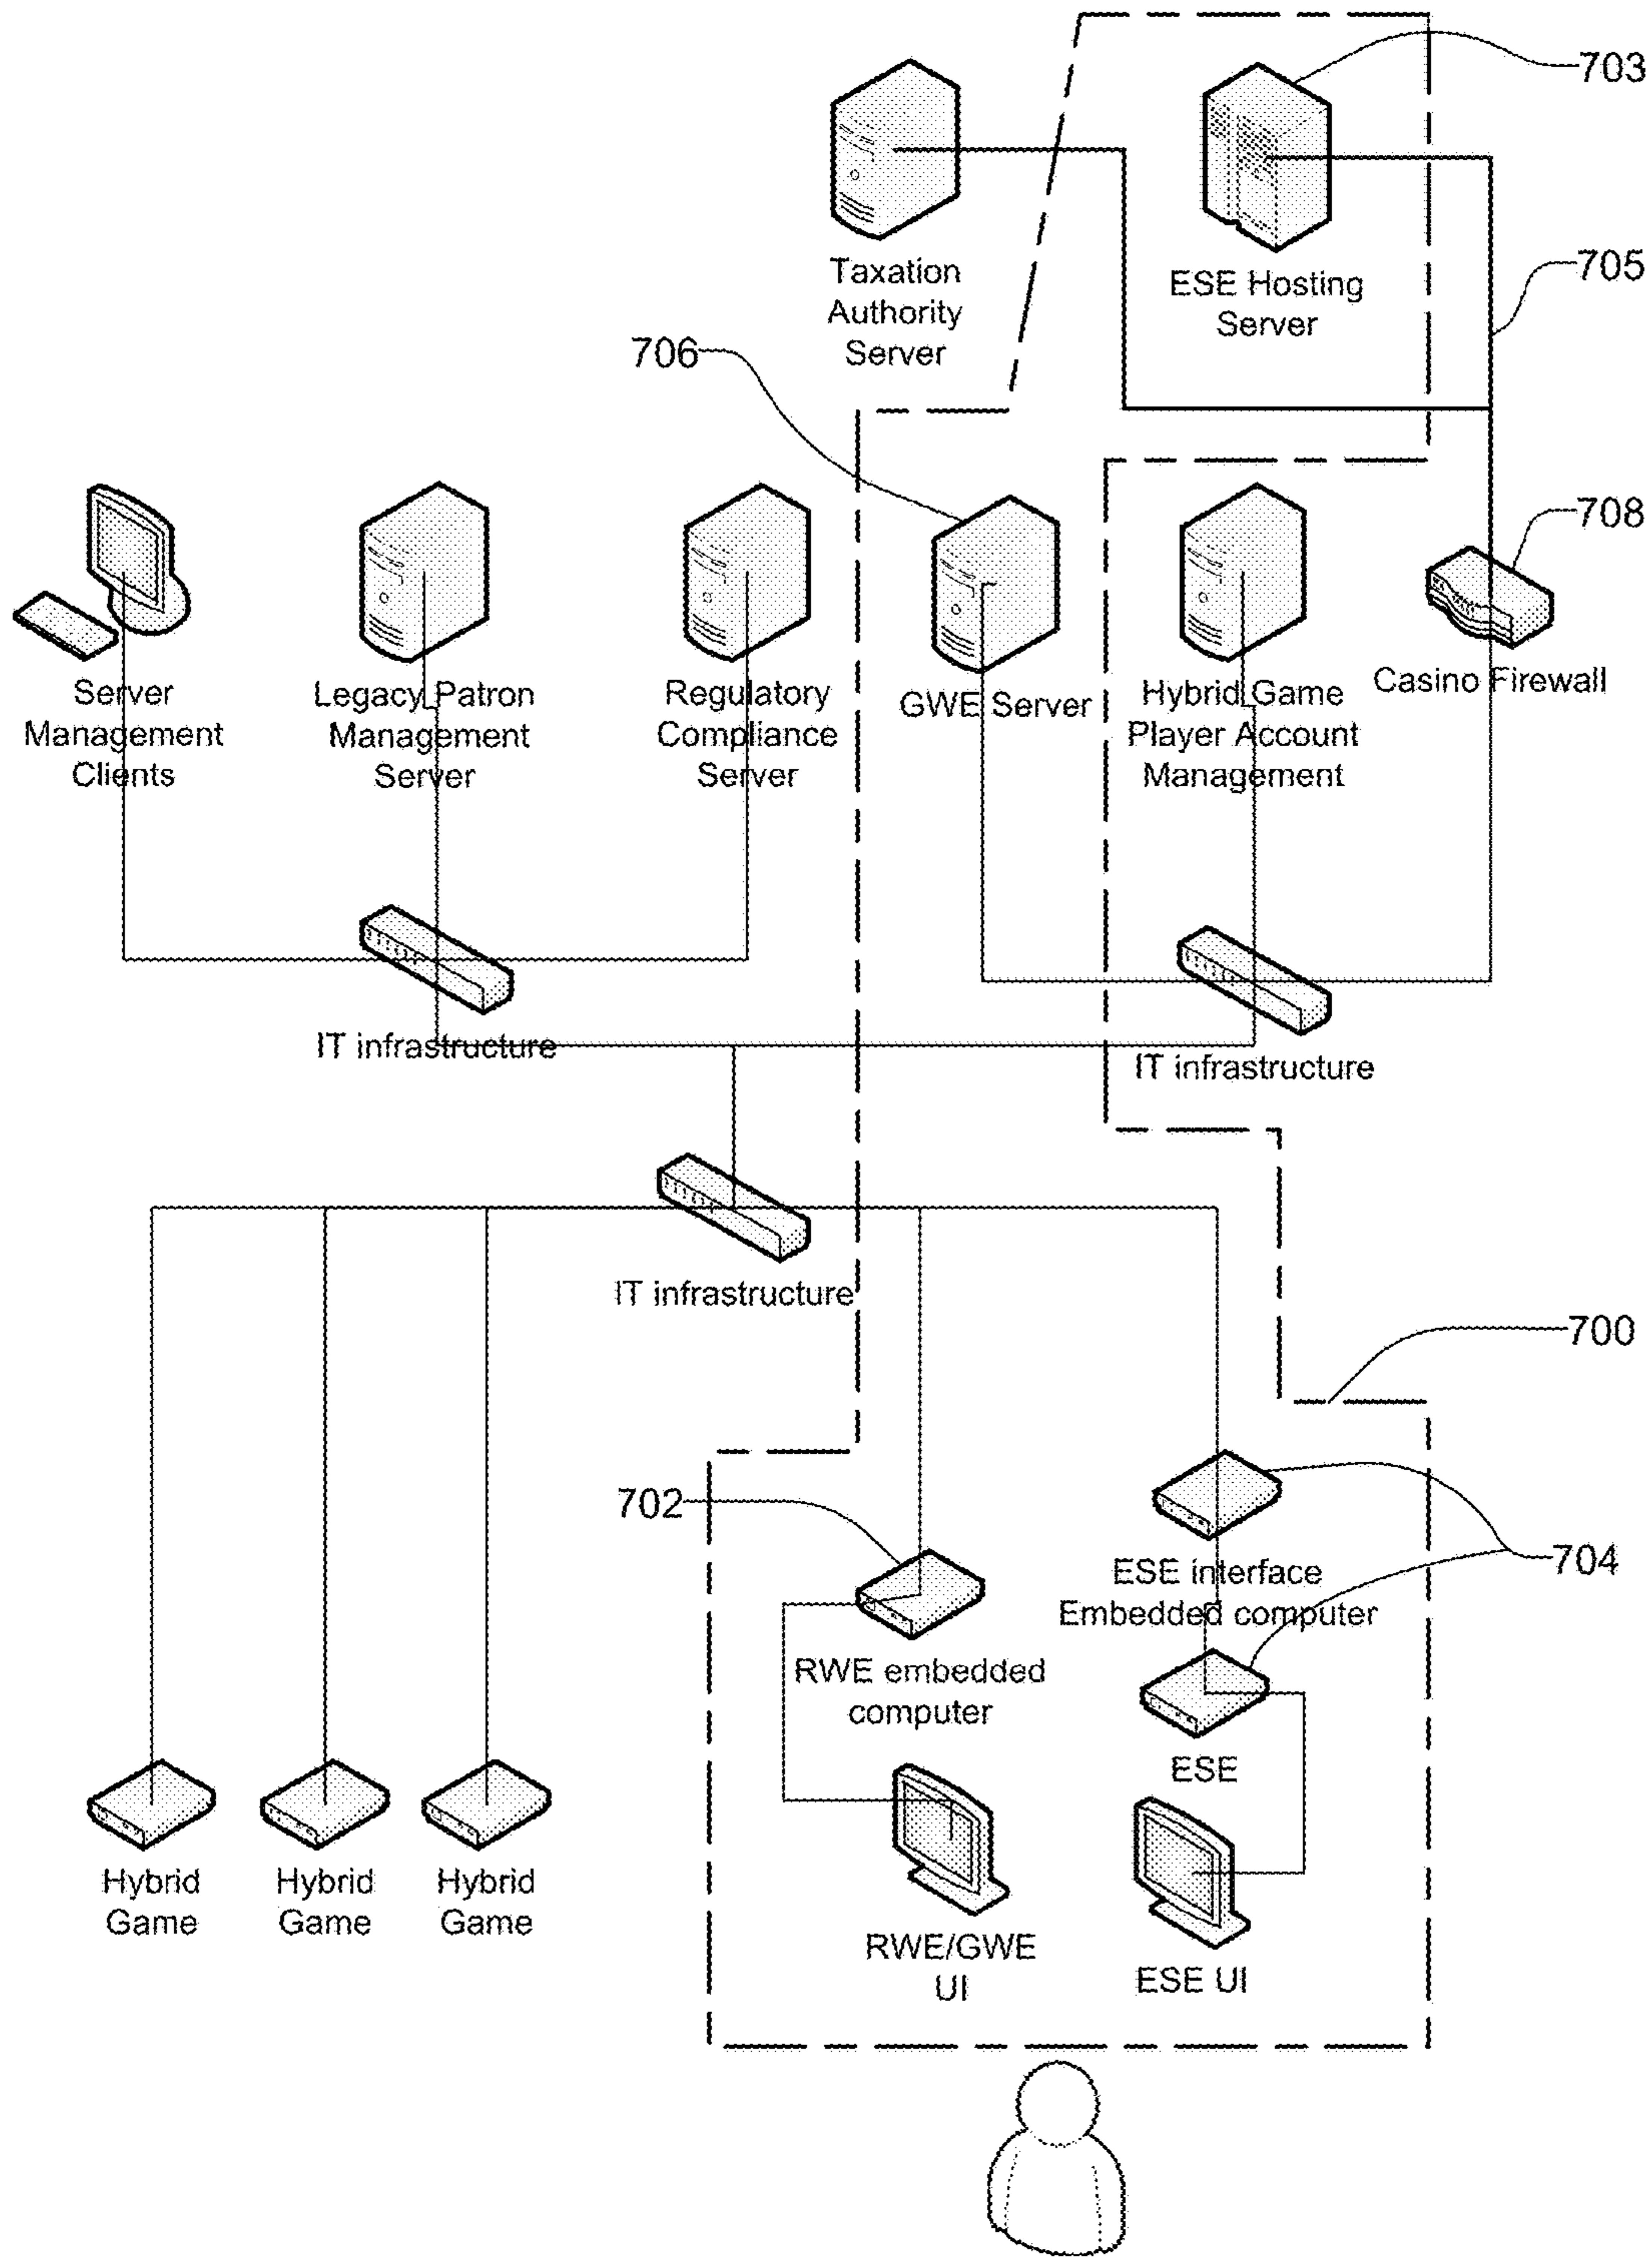 703
Taxation
Authority
Server
ESE Hosting
Server
705
706
708
Server
Management
Clients
Legacy Patron
Management
Server
Regulatory
Compliance
Server
GWE Server
Hybrid Game
Player Account
Management
Casino Firewall
IT infrastructure
IT infrastructure
IT infrastructure
700
702
704
ESE interface
Embedded computer
RWE embedded
computer
ESE
Hybrid
Game
Hybrid
Game
Hybrid
Game
RWE/GWE
UI
ESE UI